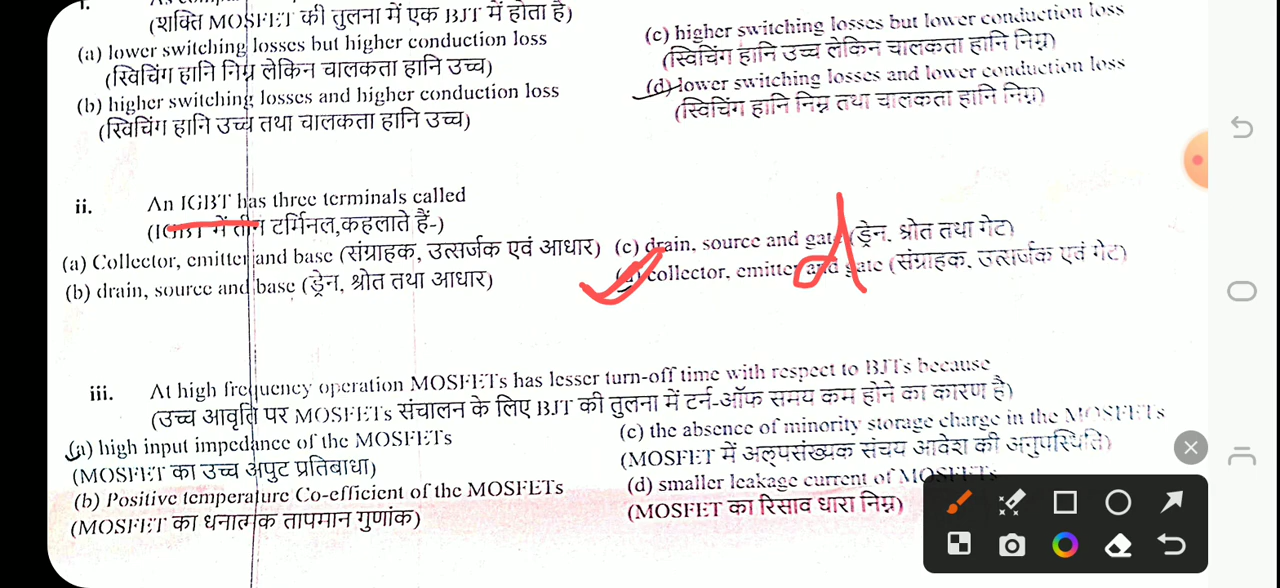 (शक्ति MOSFET की तुलना में एक BJT में होता है)
(a) lower switching losses but higher conduction loss
(स्विचिंग हानि निम्न लेकिन चालकता हानि उच्च)
(b) higher switching losses and higher conduction loss
(स्विचिंग हानि उच्च तथा चालकता हानि उच्च)
(c) higher switching losses but lower conduction loss
(स्विचिंग हानि उच्च लेकिन चालकता हानि निम्न)
(d) lower switching losses and lower conduction loss
(स्विचिंग हानि निम्न तथा चालकता हानि निम्न)
ii. An IGBT has three terminals called
(IGBT में तीन टर्मिनल,कहलाते हैं-)
(a) Collector, emitter and base (संग्राहक, उत्सर्जक एवं आधार)
(b) drain, source and base (ड्रेन, श्रोत तथा आधार)
(c) drain, source and gate (ड्रेन. श्रोत तथा गेट)
collector, emitter and gate (संग्राहक. उत्सर्जक एवं गेट)
d
iii. At high frequency operation MOSFETs has lesser turn-off time with respect to BJTs because
(उच्च आवृति पर MOSFETs संचालन के लिए BJT की तुलना में टर्न-ऑफ समय कम होने का कारण है)
(a) high input impedance of the MOSFETs
(MOSFET का उच्च अपुट प्रतिबाधा)
(b) Positive temperature Co-efficient of the MOSFETs
(MOSFET का धनात्मक तापमान गुणांक)
(c) the absence of minority storage charge in the MOSFETs
(MOSFET में अल्पसंख्यक संचय आवेश की अनुपस्थिति)
(d) smaller leakage current of MOSFETs
(MOSFET का रिसाव धारा निम्न)